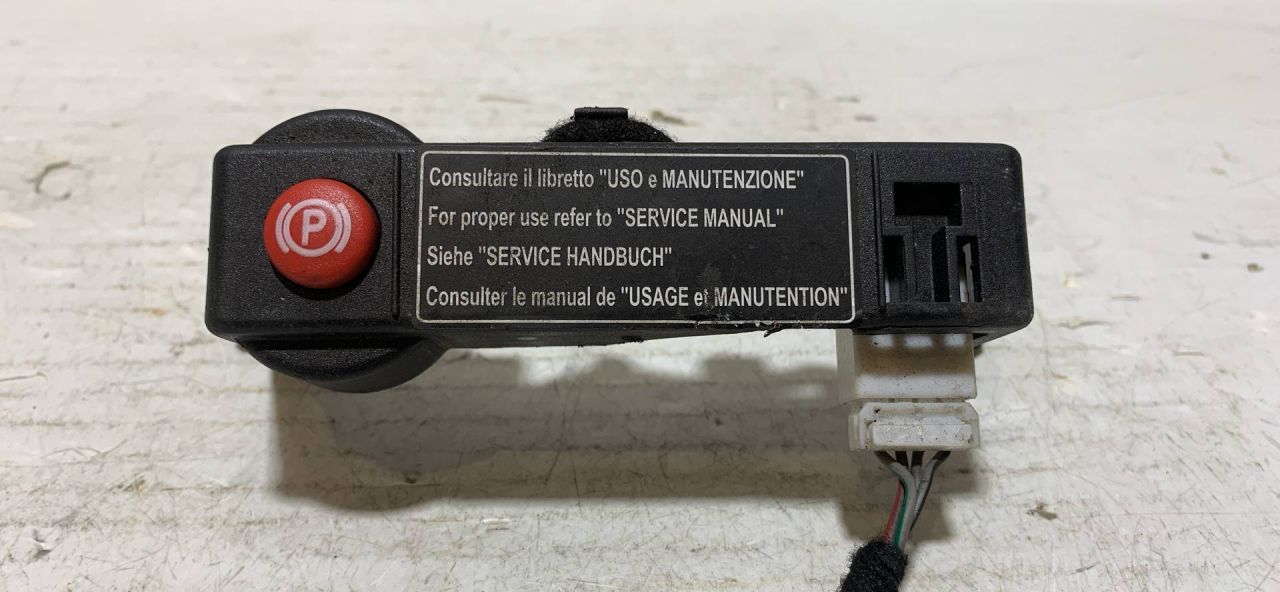 (P)
Consultare il libretto "USO e MANUTENZIONE"
For proper use refer to "SERVICE MANUAL"
Siehe "SERVICE HANDBUCH"
Consulter le manual de "USAGE et MANUTENTION"